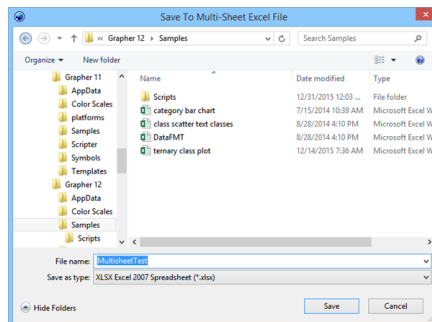 Save To Multi-Sheet Excel File
« Grapher 12 ▸ Samples
Search Samples
Organize ▾ New folder
Name Date modified Type
Grapher 11
AppData
Color Scales
platforms
Samples
Scripter
Symbols
Templates
Grapher 12
AppData
Color Scales
Samples
Scripts
Scripts 12/31/2015 12:03 ... File folder
category bar chart 7/15/2014 10:39 AM Microsoft Excel W
class scatter text classes 8/28/2014 4:10 PM Microsoft Excel W
DataFMT 8/28/2014 4:10 PM Microsoft Excel W
ternary class plot 12/14/2015 7:36 AM Microsoft Excel W
File name: MultisheetTest
Save as type: XLSX Excel 2007 Spreadsheet (*.xlsx)
Hide Folders Save Cancel